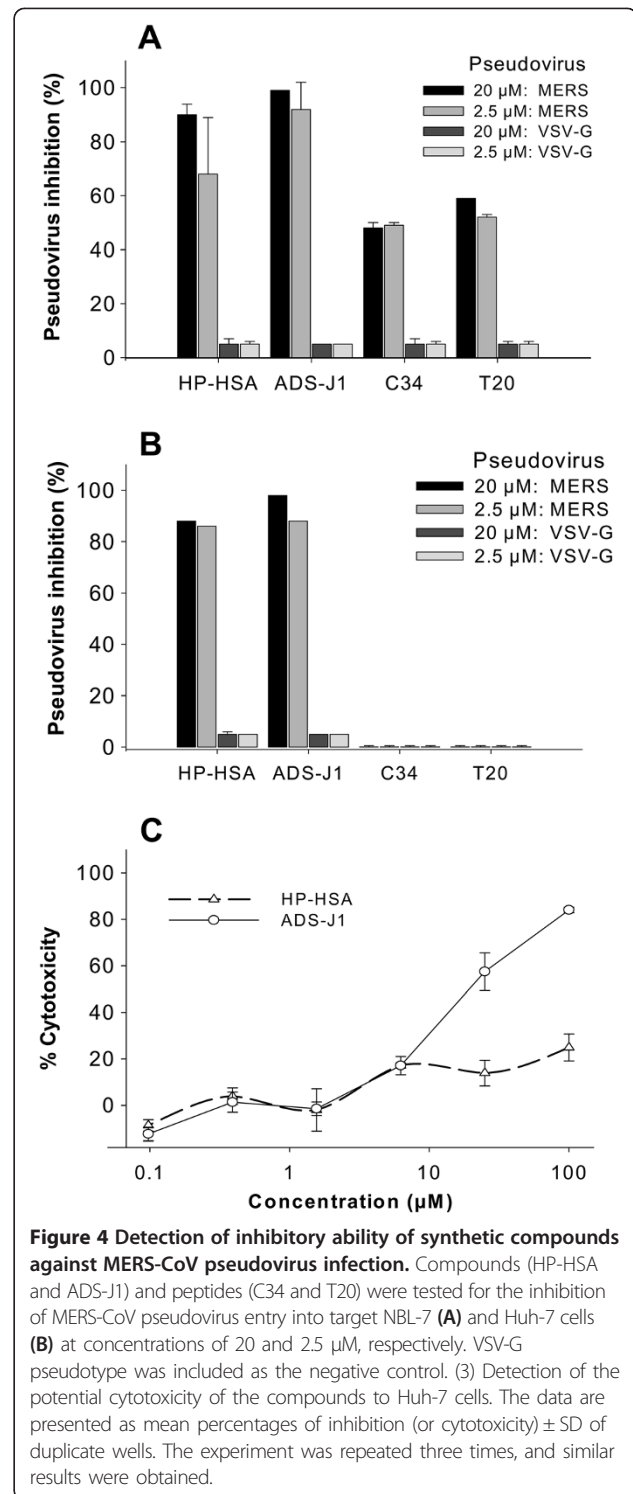 A
Pseudovirus
20 µM: MERS
2.5 µM: MERS
20 µM: VSV-G
2.5 µM: VSV-G
Pseudovirus inhibition (%)
100
80
60
40
20
0
HP-HSA ADS-J1 C34 T20
B
Pseudovirus
20 µM: MERS
2.5 µM: MERS
20 µM: VSV-G
2.5 µM: VSV-G
Pseudovirus inhibition (%)
100
80
60
40
20
0
HP-HSA ADS-J1 C34 T20
C
HP-HSA
ADS-J1
% Cytotoxicity
100
80
60
40
20
0
0.1 1 10 100
Concentration (µM)
Figure 4 Detection of inhibitory ability of synthetic compounds
against MERS-CoV pseudovirus infection. Compounds (HP-HSA
and ADS-J1) and peptides (C34 and T20) were tested for the inhibition
of MERS-CoV pseudovirus entry into target NBL-7 (A) and Huh-7 cells
(B) at concentrations of 20 and 2.5 µM, respectively. VSV-G
pseudotype was included as the negative control. (3) Detection of the
potential cytotoxicity of the compounds to Huh-7 cells. The data are
presented as mean percentages of inhibition (or cytotoxicity) ± SD of
duplicate wells. The experiment was repeated three times, and similar
results were obtained.